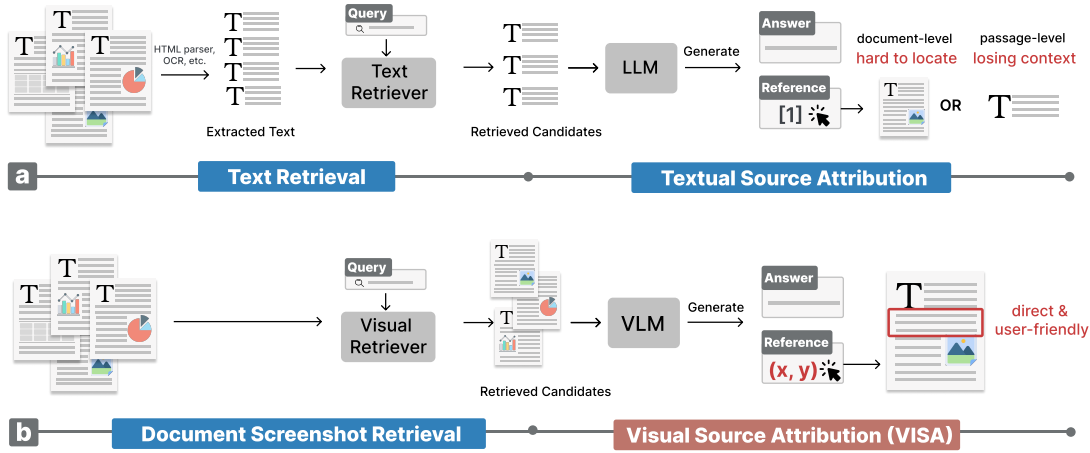 HTML parser,
OCR, etc.
T
T
T
T
T
T
T
Extracted Text
Query
Text
Retriever
T
T
T
Retrieved Candidates
LLM
Generate
Answer
Reference
[1]
document-level
hard to locate
T
OR
passage-level
losing context
T
a
Text Retrieval
Textual Source Attribution
T
T
T
Query
Visual
Retriever
T
T
T
Retrieved Candidates
VLM
Generate
Answer
Reference
(x, y)
T
direct &
user-friendly
b
Document Screenshot Retrieval
Visual Source Attribution (VISA)